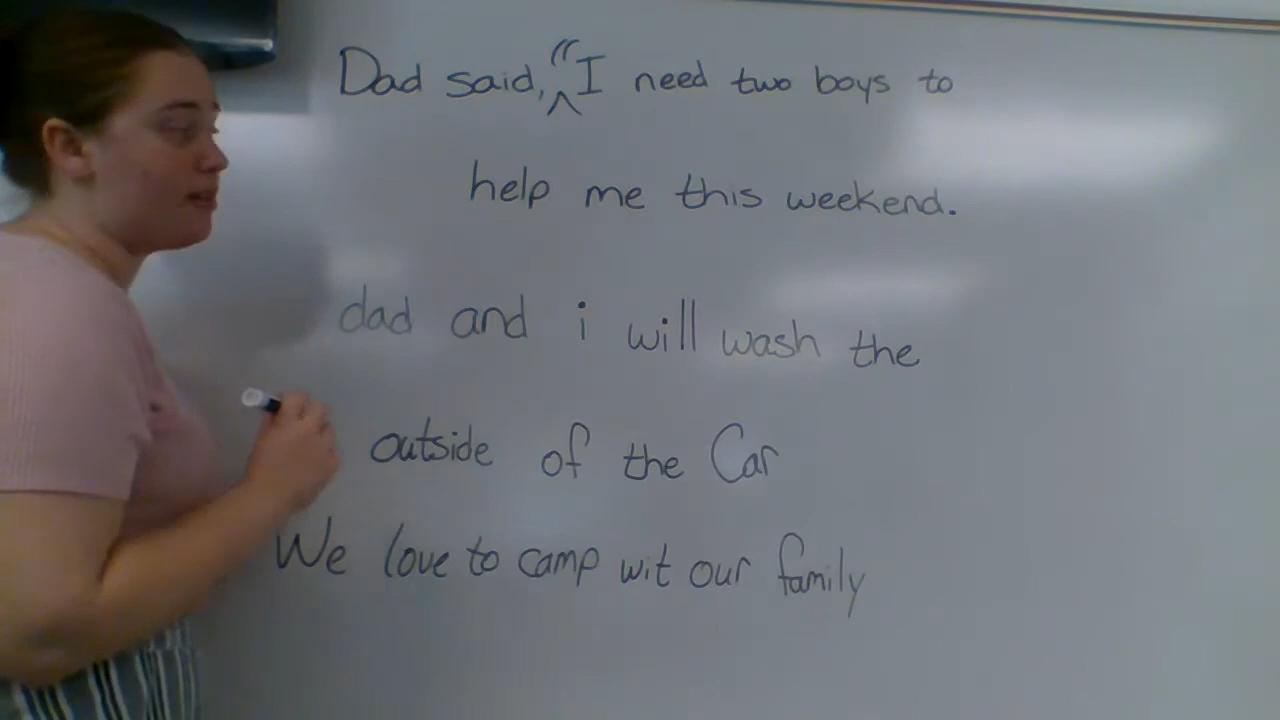 Dad said, “I need two boys to
help me this weekend.
dad and i will wash the
outside of the Car
We love to camp wit our family